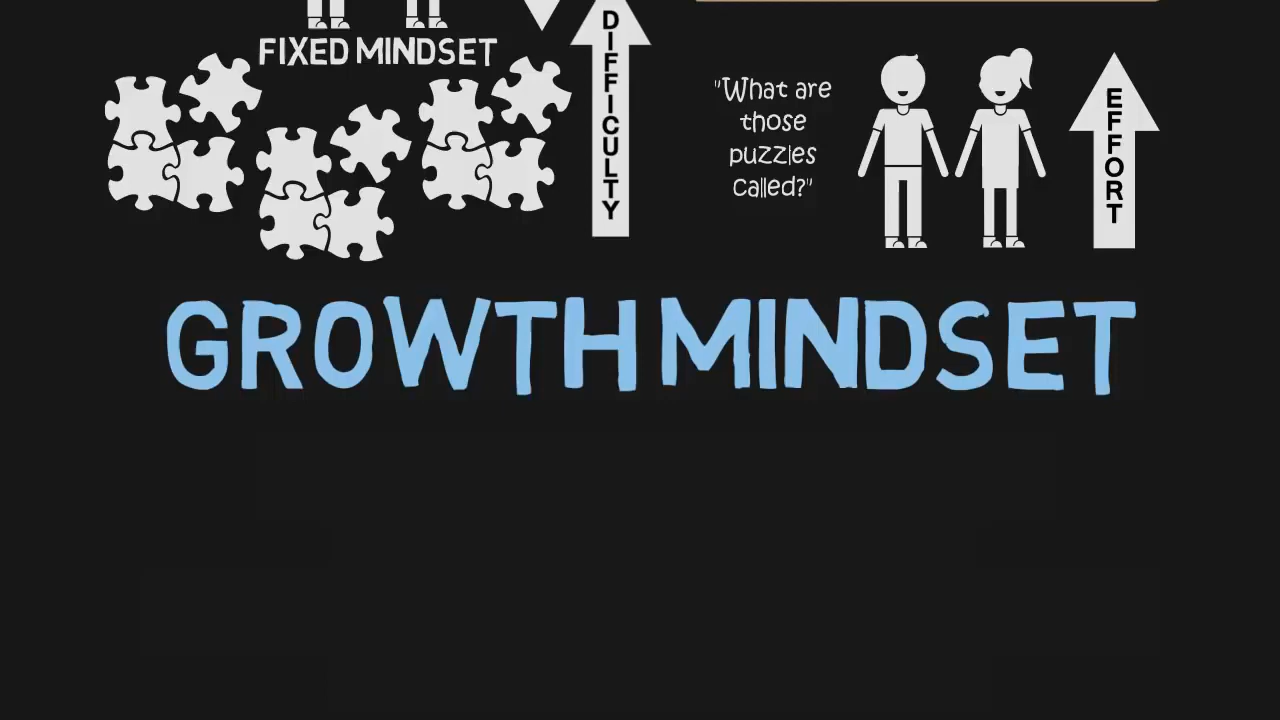 FIXED MINDSET
DIFFICULTY
"What are
those
puzzles
called?"
EFFORT
GROWTH MINDSET